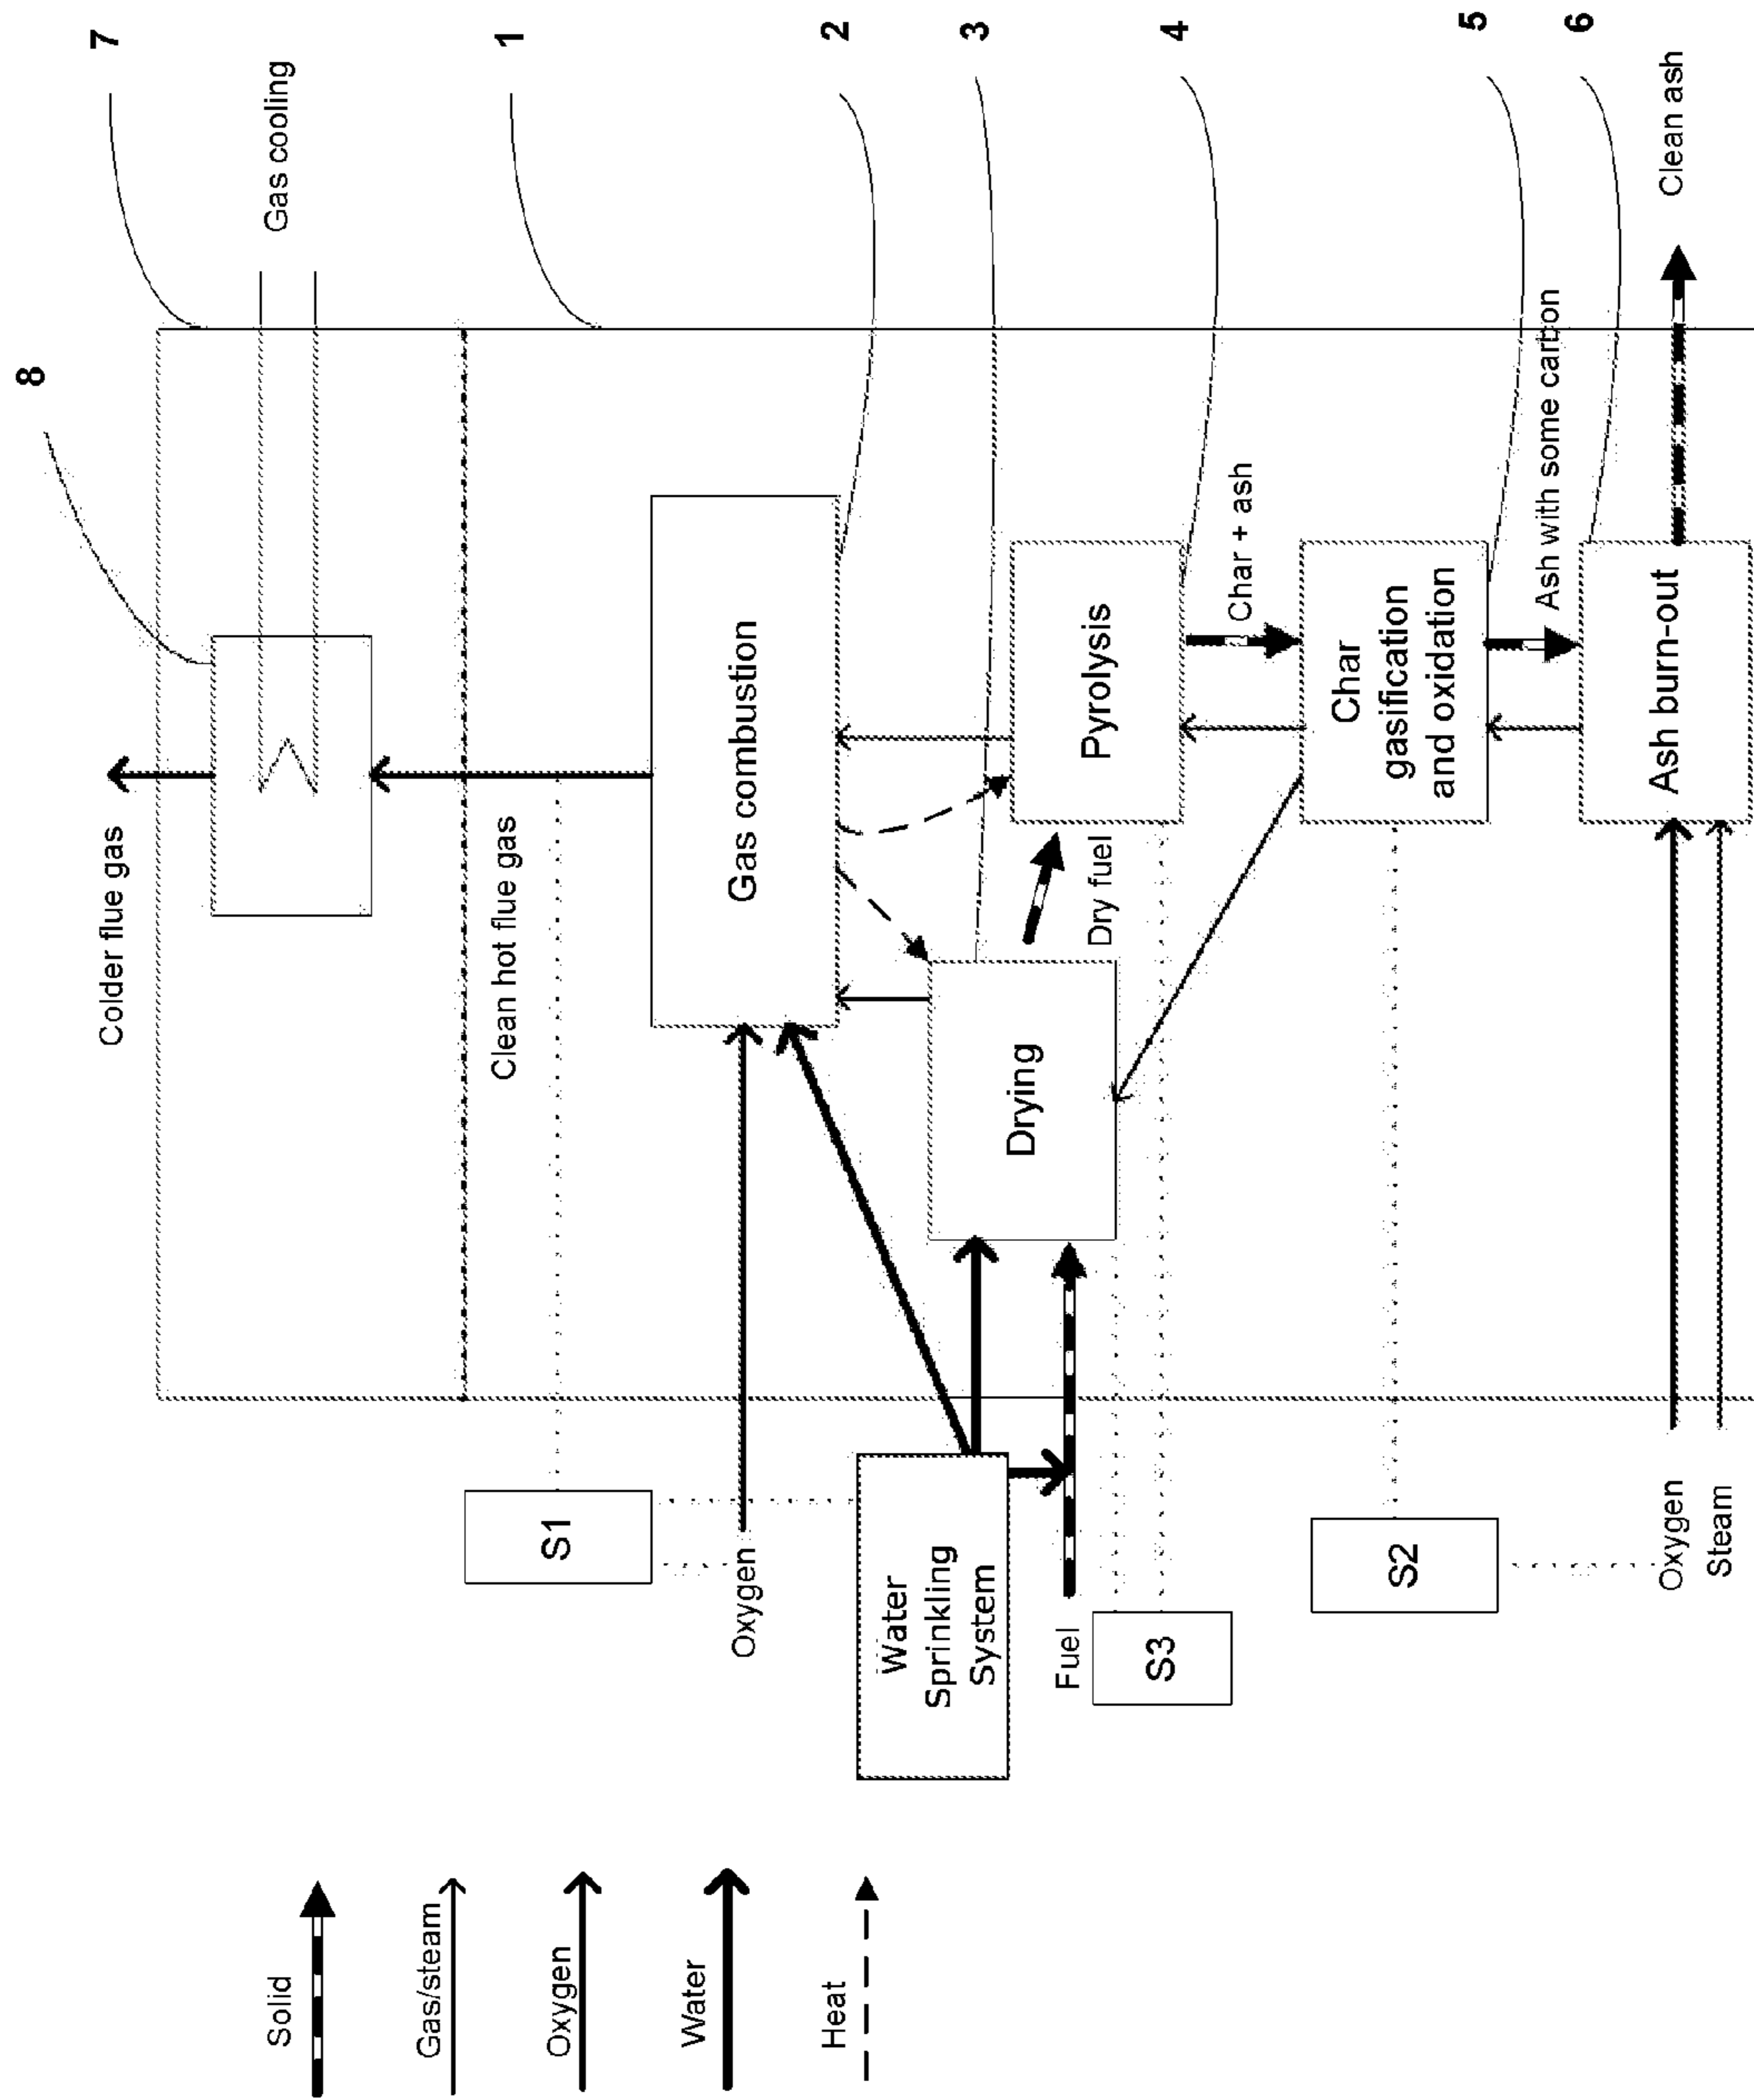 8
7
Gas cooling
1
2
3
4
5
6
Colder flue gas
Clean hot flue gas
Gas combustion
Drying
Dry fuel
Pyrolysis
Char + ash
Char
gasification
and oxidation
Ash with some carbon
Ash burn-out
Clean ash
S1
Oxygen
Water
Sprinkling
System
Fuel
S3
S2
Oxygen
Steam
Solid
Gas/steam
Oxygen
Water
Heat